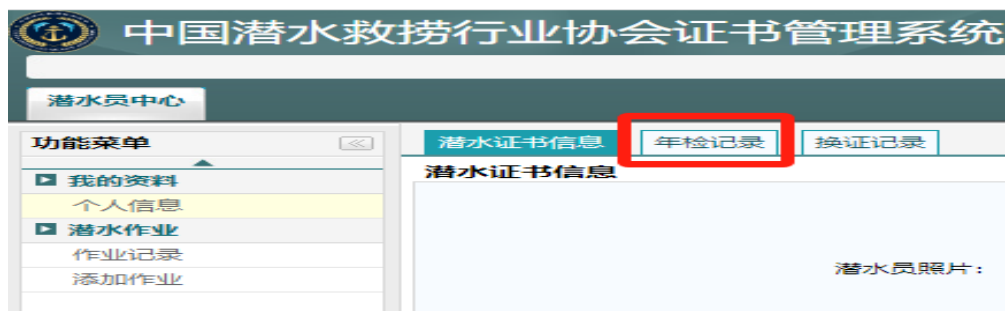 中国潜水救捞行业协会证书管理系统
潜水员中心
功能菜单
潜水证书信息 年检记录 换证记录
潜水证书信息
我的资料
个人信息
潜水作业
作业记录
添加作业
潜水员照片：